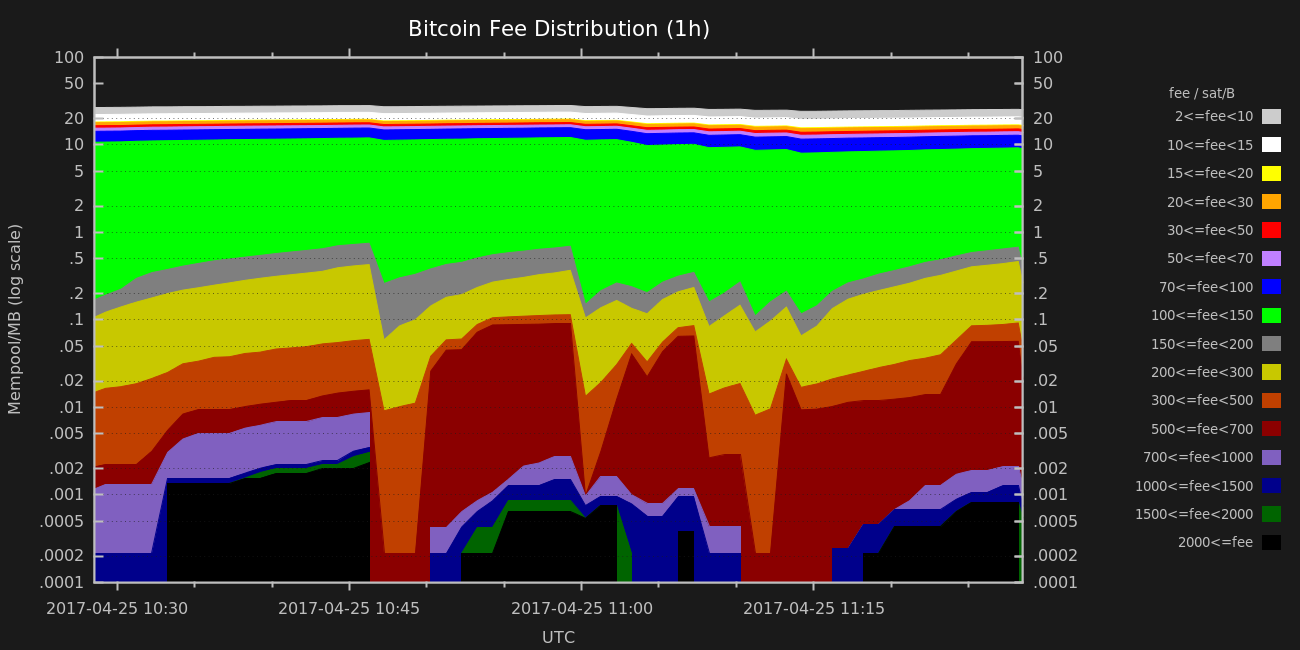 Bitcoin Fee Distribution (1h)
Mempool/MB (log scale)
100
50
20
10
5
2
1
.5
.2
.1
.05
.02
.01
.005
.002
.001
.0005
.0002
.0001
100
50
20
10
5
2
1
.5
.2
.1
.05
.02
.01
.005
.002
.001
.0005
.0002
.0001
2017-04-25 10:30 2017-04-25 10:45 2017-04-25 11:00 2017-04-25 11:15
UTC
fee / sat/B
2<=fee<10
10<=fee<15
15<=fee<20
20<=fee<30
30<=fee<50
50<=fee<70
70<=fee<100
100<=fee<150
150<=fee<200
200<=fee<300
300<=fee<500
500<=fee<700
700<=fee<1000
1000<=fee<1500
1500<=fee<2000
2000<=fee